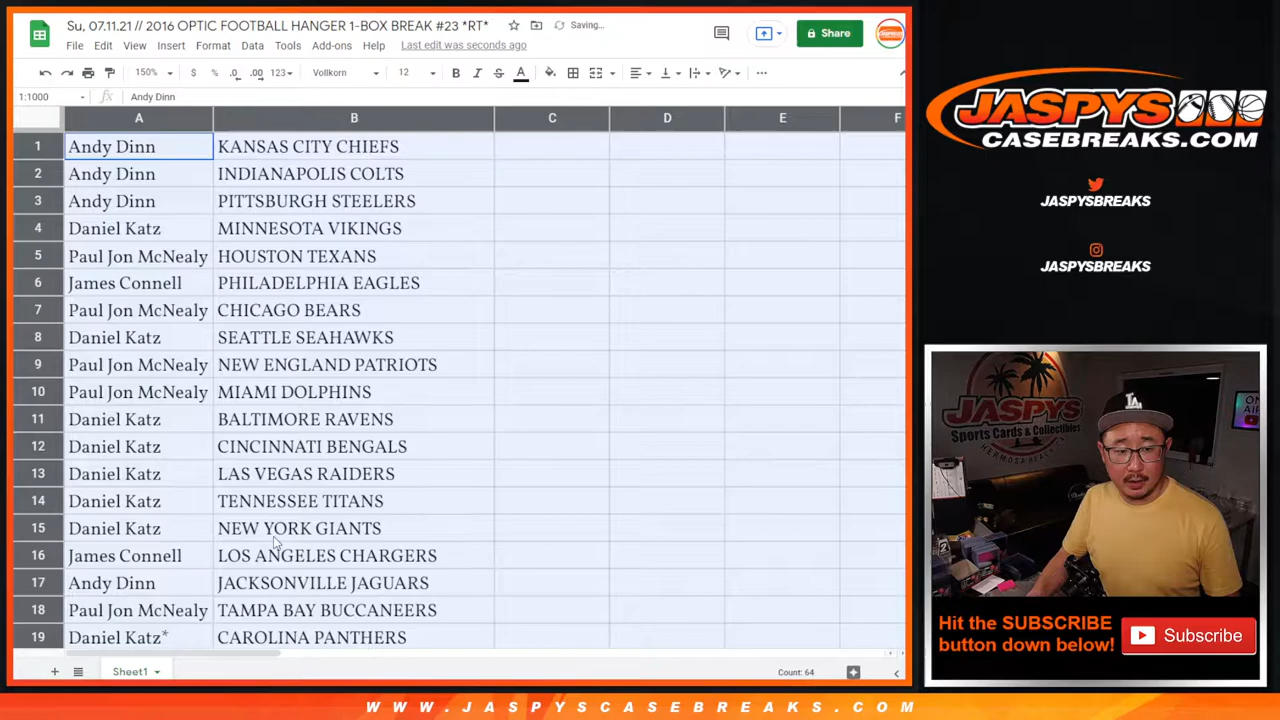 Su, 07.11.21 // 2016 OPTIC FOOTBALL HANGER 1-BOX BREAK #23 *RT*
Saving...
File Edit View Insert Format Data Tools Add-ons Help Last edit was seconds ago
Share
150% $ % .0 .00 123 Vollkorn 12 B I S A
1:1000 fx Andy Dinn
A B C D E F
1 Andy Dinn KANSAS CITY CHIEFS
2 Andy Dinn INDIANAPOLIS COLTS
3 Andy Dinn PITTSBURGH STEELERS
4 Daniel Katz MINNESOTA VIKINGS
5 Paul Jon McNealy HOUSTON TEXANS
6 James Connell PHILADELPHIA EAGLES
7 Paul Jon McNealy CHICAGO BEARS
8 Daniel Katz SEATTLE SEAHAWKS
9 Paul Jon McNealy NEW ENGLAND PATRIOTS
10 Paul Jon McNealy MIAMI DOLPHINS
11 Daniel Katz BALTIMORE RAVENS
12 Daniel Katz CINCINNATI BENGALS
13 Daniel Katz LAS VEGAS RAIDERS
14 Daniel Katz TENNESSEE TITANS
15 Daniel Katz NEW YORK GIANTS
16 James Connell LOS ANGELES CHARGERS
17 Andy Dinn JACKSONVILLE JAGUARS
18 Paul Jon McNealy TAMPA BAY BUCCANEERS
19 Daniel Katz* CAROLINA PANTHERS
Sheet1
Count: 64
JASPYS
CASEBREAKS.COM
JASPYSBREAKS
JASPYSBREAKS
JASPYS
Sports Cards & Collectibles
HERMOSA BEACH
ON
AIR
LA
Hit the SUBSCRIBE
button down below!
Subscribe
WWW.JASPYSCASEBREAKS.COM